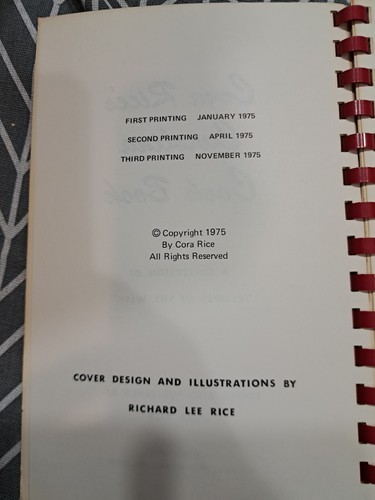 FIRST PRINTING JANUARY 1975
SECOND PRINTING APRIL 1975
THIRD PRINTING NOVEMBER 1975
© Copyright 1975
By Cora Rice
All Rights Reserved
COVER DESIGN AND ILLUSTRATIONS BY
RICHARD LEE RICE